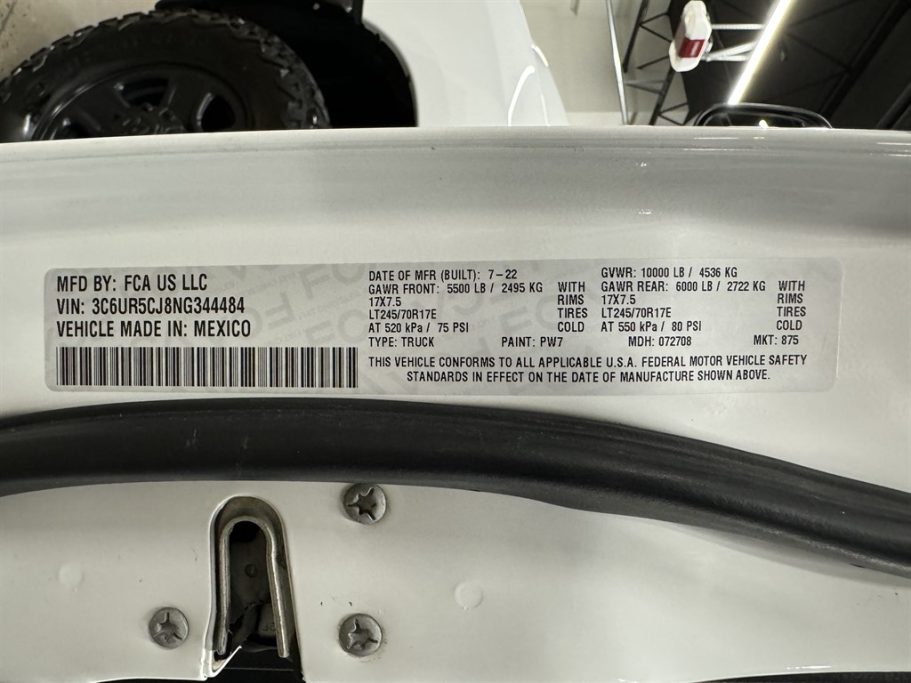 MFD BY: FCA US LLC
VIN: 3C6UR5CJ8NG344484
VEHICLE MADE IN: MEXICO
DATE OF MFR (BUILT): 7-22
GAWR FRONT: 5500 LB / 2495 KG WITH
17X7.5 RIMS
LT245/70R17E TIRES
AT 520 kPa / 75 PSI COLD
TYPE: TRUCK PAINT: PW7
GVWR: 10000 LB / 4536 KG
GAWR REAR: 6000 LB / 2722 KG WITH
17X7.5 RIMS
LT245/70R17E TIRES
AT 550 kPa / 80 PSI COLD
MDH: 072708 MKT: 875
THIS VEHICLE CONFORMS TO ALL APPLICABLE U.S.A. FEDERAL MOTOR VEHICLE SAFETY
STANDARDS IN EFFECT ON THE DATE OF MANUFACTURE SHOWN ABOVE.